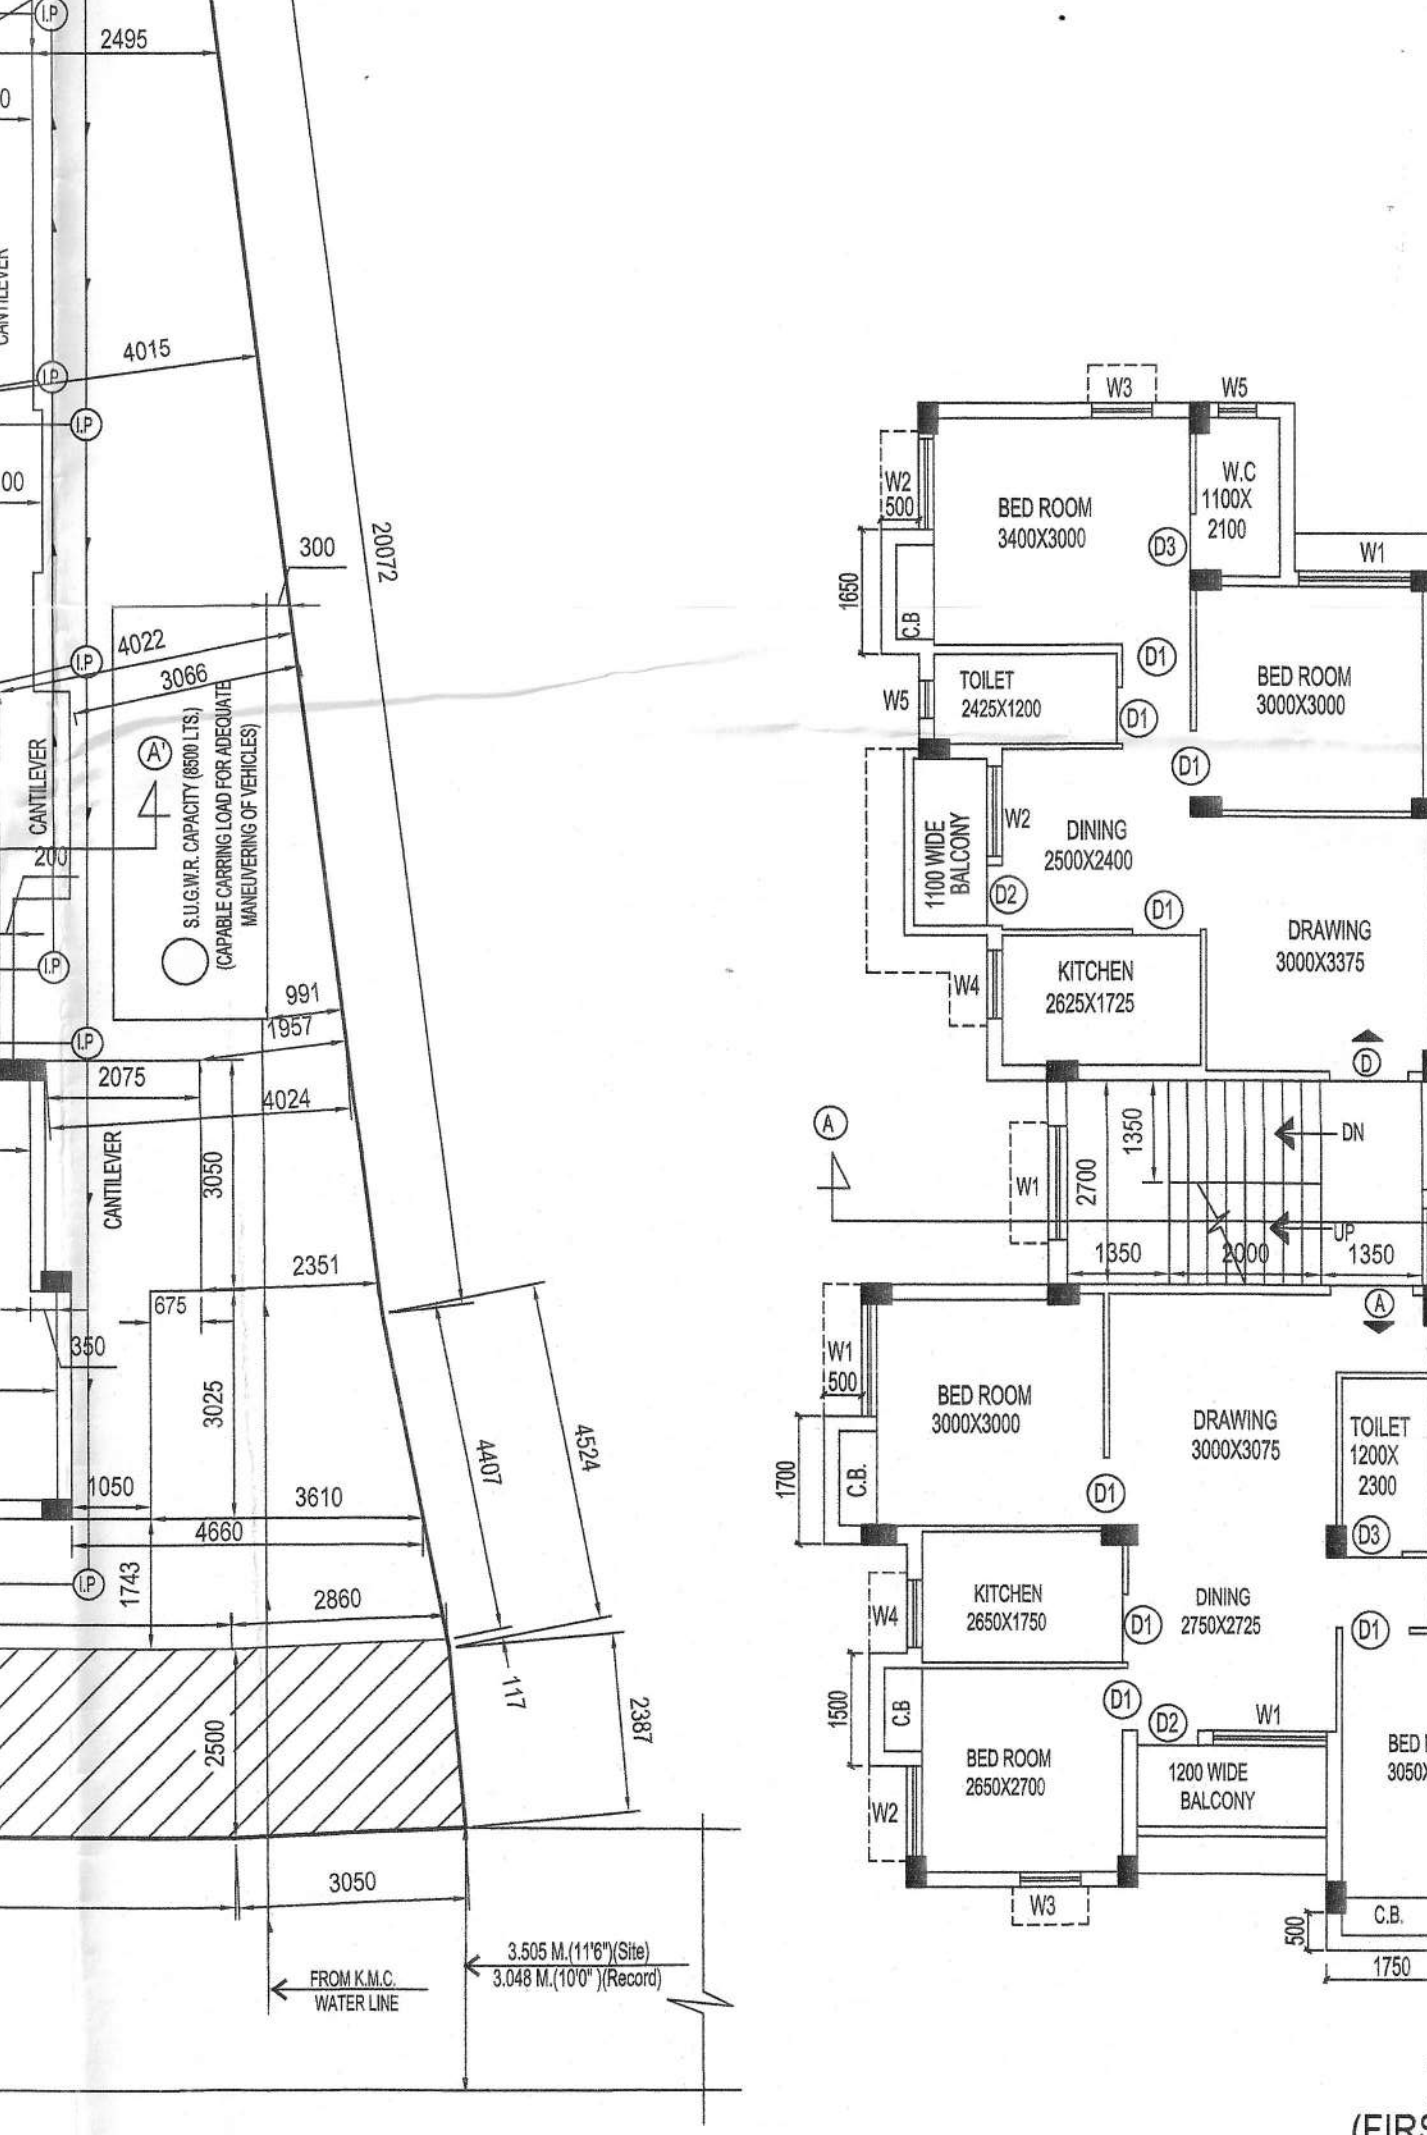 I.P
2495
0
CANTILEVER
4015
I.P
I.P
00
300
20072
4022
I.P
3066
S.U.G.W.R. CAPACITY (8500 LTS.)
(CAPABLE CARRING LOAD FOR ADEQUATE
MANEUVERING OF VEHICLES)
A'
CANTILEVER
200
I.P
991
1957
I.P
2075
4024
CANTILEVER
3050
2351
675
350
3025
4407
4524
1050
3610
4660
1743
I.P
2860
117
2387
2500
3050
3.505 M.(11'6")(Site)
3.048 M.(10'0" )(Record)
FROM K.M.C.
WATER LINE
W3
W5
W2
500
BED ROOM
3400X3000
W.C
1100X
2100
D3
W1
1650
C.B
D1
TOILET
2425X1200
W5
D1
BED ROOM
3000X3000
D1
1100 WIDE
BALCONY
W2
DINING
2500X2400
D2
D1
DRAWING
3000X3375
KITCHEN
2625X1725
W4
D
A
1350
DN
2700
W1
UP
1350
2000
1350
A
W1
500
BED ROOM
3000X3000
DRAWING
3000X3075
TOILET
1200X
2300
1700
C.B.
D1
D3
KITCHEN
2650X1750
W4
DINING
2750X2725
D1
D1
1500
C.B
D1
D2
W1
BED ROOM
2650X2700
1200 WIDE
BALCONY
BED
3050X
W2
W3
C.B.
500
1750
(FIRS